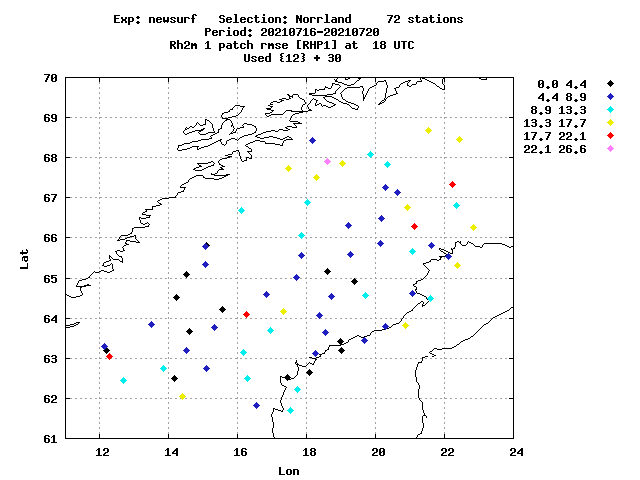 Exp: newsurf Selection: Norrland 72 stations
Period: 20210716-20210720
Rh2m 1 patch rmse [RHP1] at 18 UTC
Used {12} + 30
70
69
68
67
66
65
64
63
62
61
Lat
12 14 16 18 20 22 24
Lon
0.0 4.4
4.4 8.9
8.9 13.3
13.3 17.7
17.7 22.1
22.1 26.6